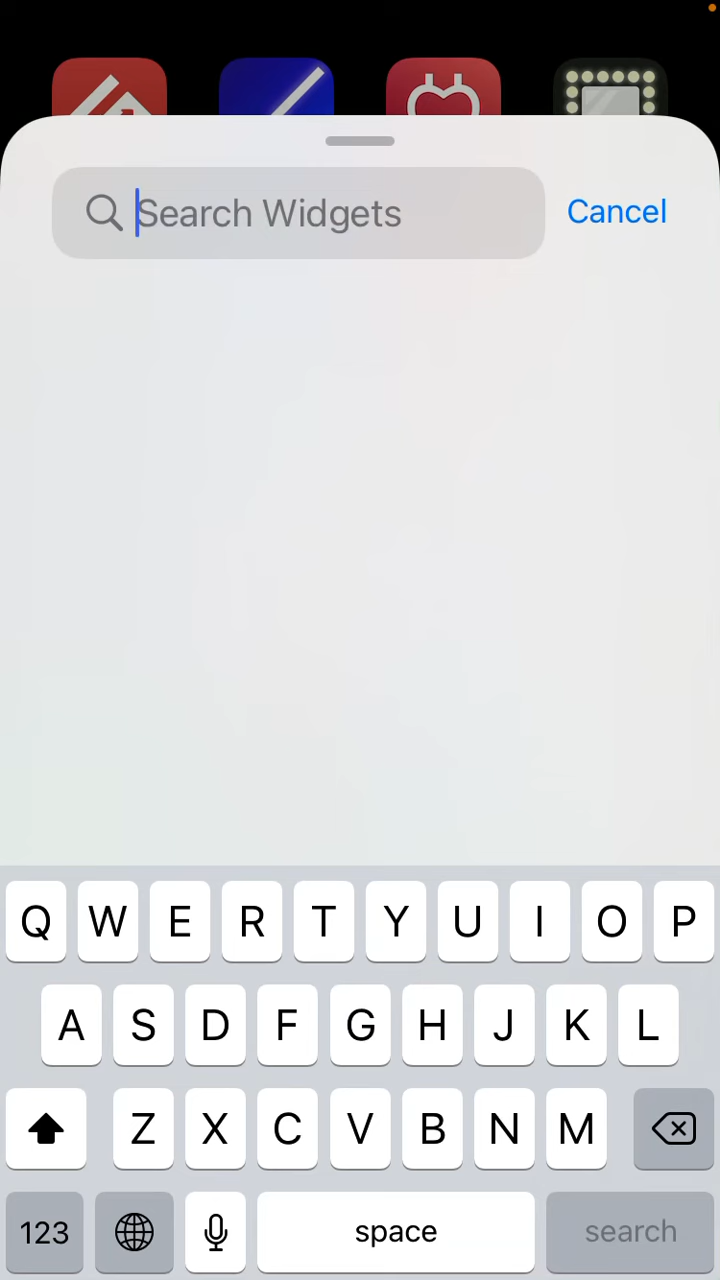 Search Widgets
Cancel
Q W E R T Y U I O P
A S D F G H J K L
Z X C V B N M
123 space search